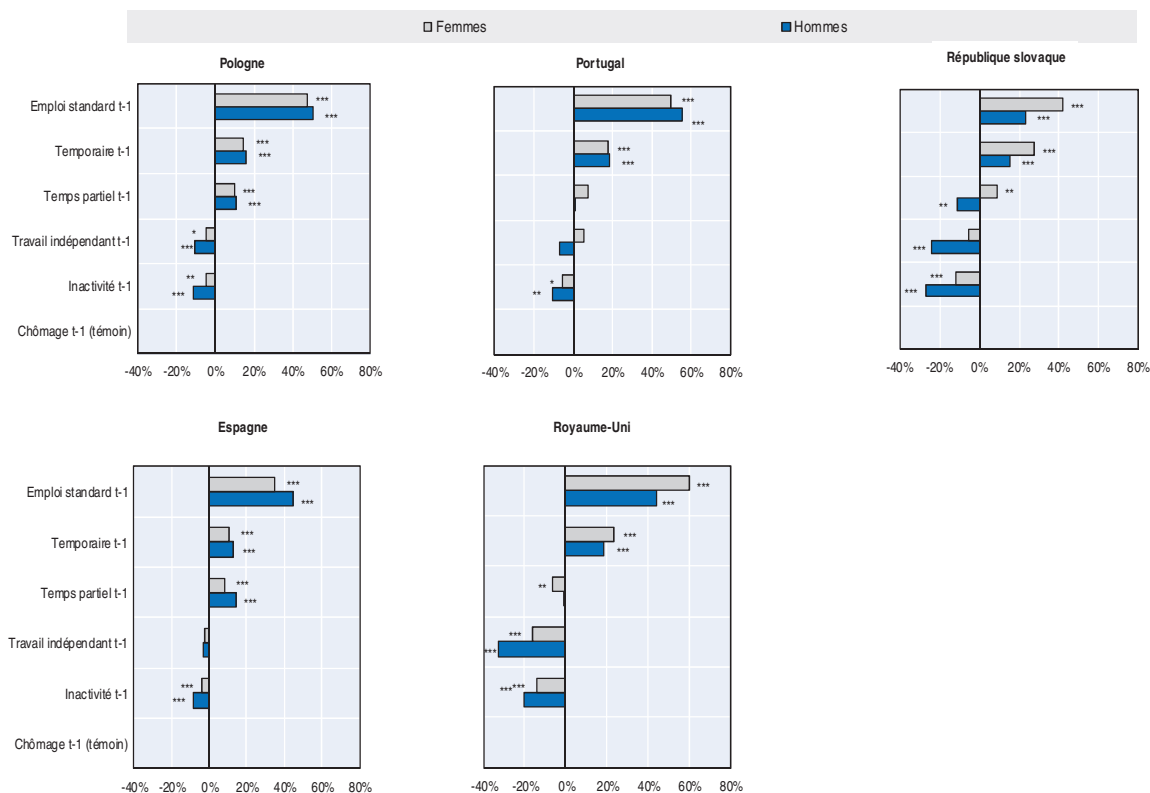 Femmes Hommes
Pologne Portugal République slovaque
Emploi standard t-1 *** *** *** *** *** ***
Temporaire t-1 *** *** *** *** *** ***
Temps partiel t-1 *** *** ** **
Travail indépendant t-1 * *** ***
Inactivité t-1 ** *** * ** *** ***
Chômage t-1 (témoin)
-40% -20% 0% 20% 40% 60% 80% -40% -20% 0% 20% 40% 60% 80% -40% -20% 0% 20% 40% 60% 80%
Espagne Royaume-Uni
Emploi standard t-1 *** *** *** ***
Temporaire t-1 *** *** *** ***
Temps partiel t-1 *** *** **
Travail indépendant t-1 *** ***
Inactivité t-1 *** *** *** ***
Chômage t-1 (témoin)
-40% -20% 0% 20% 40% 60% 80% -40% -20% 0% 20% 40% 60% 80%